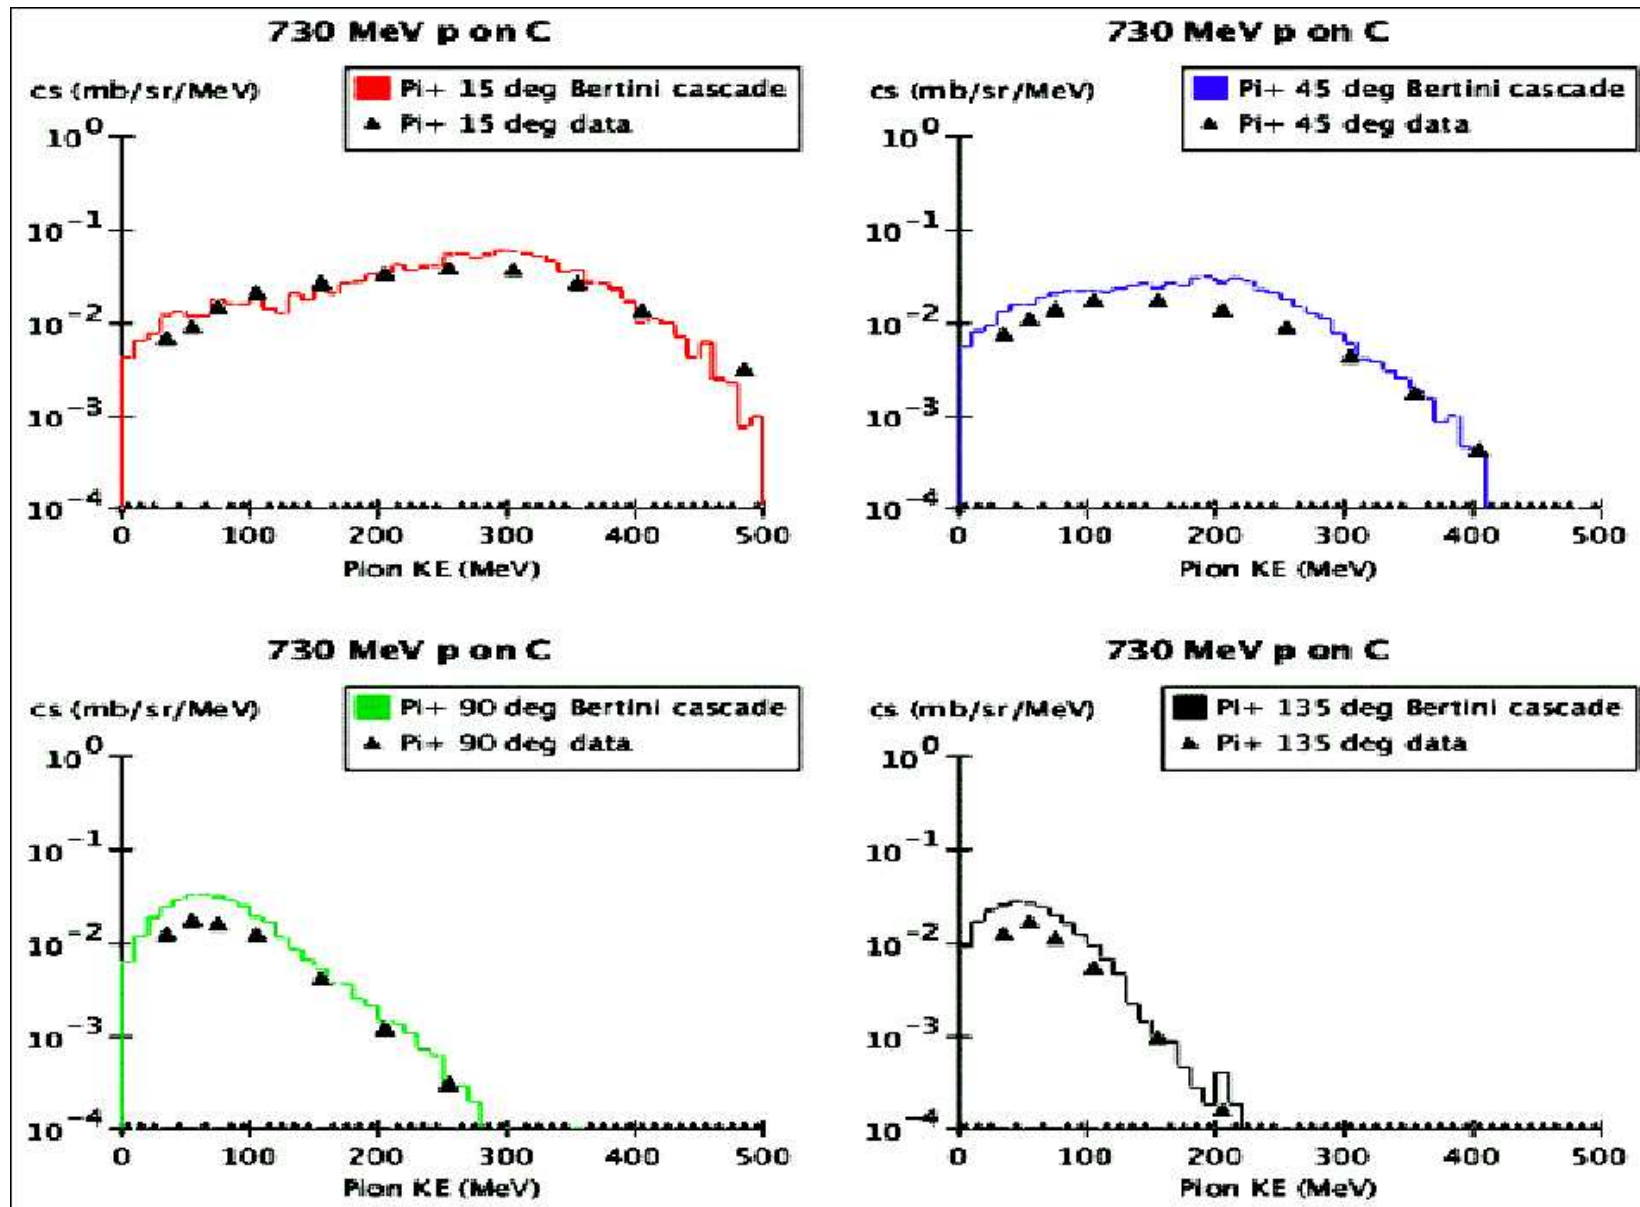 730 MeV p on C
cs (mb/sr/MeV)
Pi+ 15 deg Bertini cascade
Pi+ 15 deg data
10^0
10^-1
10^-2
10^-3
10^-4
0 100 200 300 400 500
Pion KE (MeV)
730 MeV p on C
cs (mb/sr/MeV)
Pi+ 45 deg Bertini cascade
Pi+ 45 deg data
10^0
10^-1
10^-2
10^-3
10^-4
0 100 200 300 400 500
Pion KE (MeV)
730 MeV p on C
cs (mb/sr/MeV)
Pi+ 90 deg Bertini cascade
Pi+ 90 deg data
10^0
10^-1
10^-2
10^-3
10^-4
0 100 200 300 400 500
Pion KE (MeV)
730 MeV p on C
cs (mb/sr/MeV)
Pi+ 135 deg Bertini cascade
Pi+ 135 deg data
10^0
10^-1
10^-2
10^-3
10^-4
0 100 200 300 400 500
Pion KE (MeV)